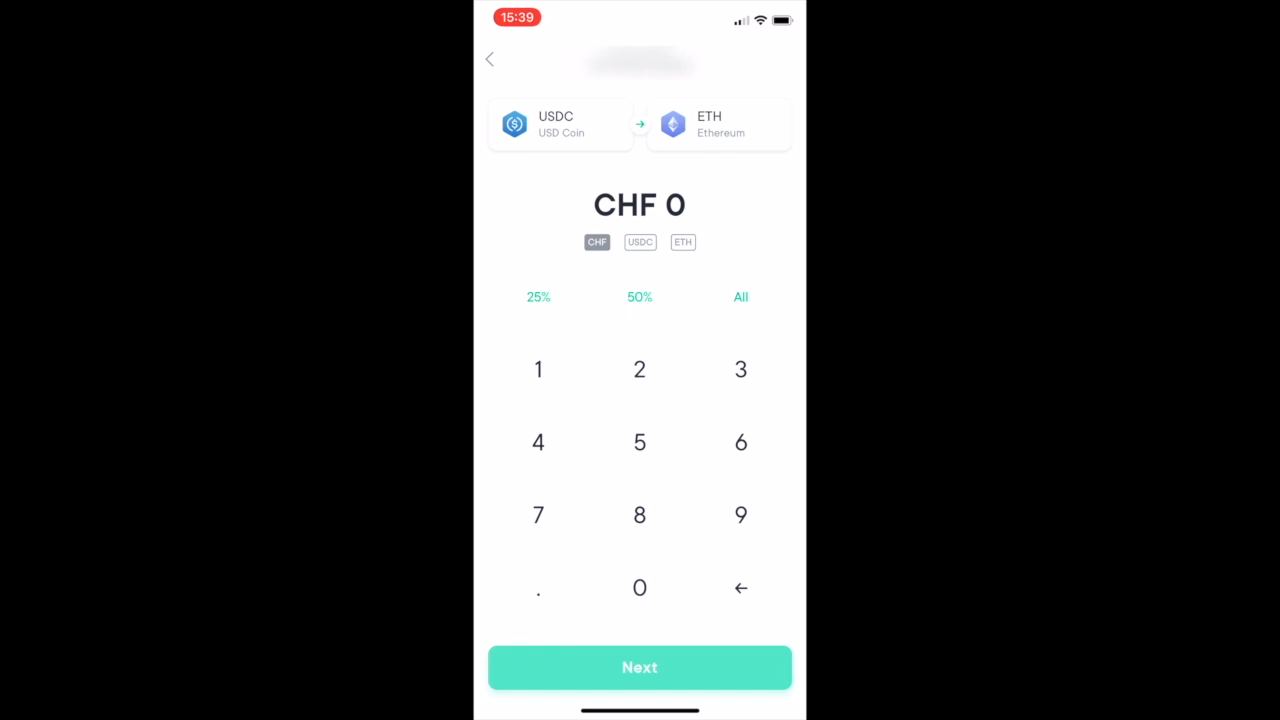 15:39
USDC
USD Coin
ETH
Ethereum
CHF 0
CHF USDC ETH
25% 50% All
1 2 3
4 5 6
7 8 9
. 0
Next